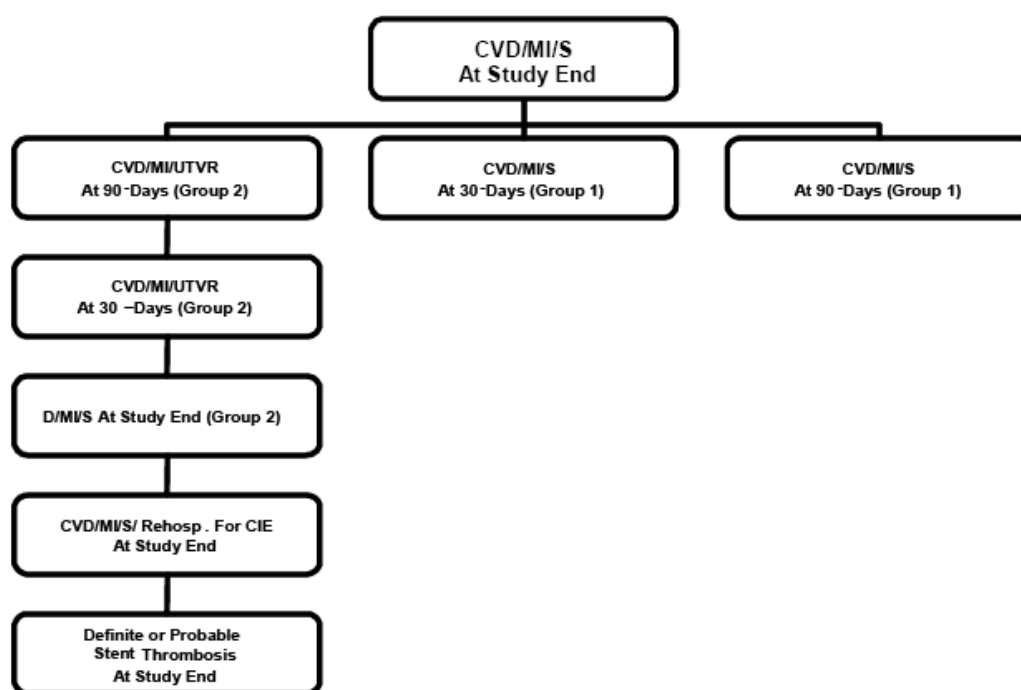 CVD/MI/S
At Study End
CVD/MI/UTVR
At 90-Days (Group 2)
CVD/MI/S
At 30-Days (Group 1)
CVD/MI/S
At 90-Days (Group 1)
CVD/MI/UTVR
At 30 –Days (Group 2)
D/MI/S At Study End (Group 2)
CVD/MI/S/ Rehosp . For CIE
At Study End
Definite or Probable
Stent Thrombosis
At Study End